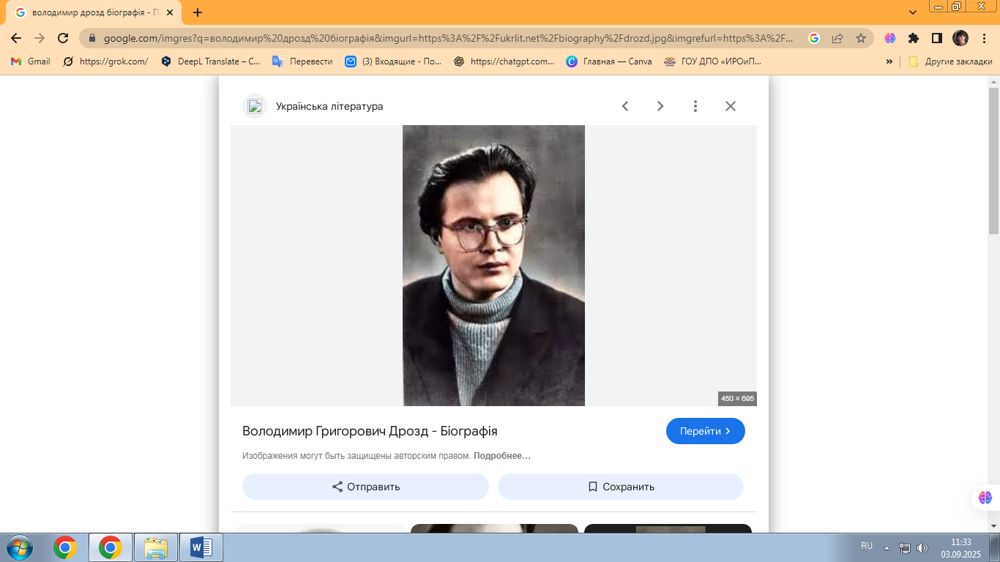 володимир дрозд біографія - П
google.com/imgres?q=володимир%20дрозд%20біографія&imgurl=https%3A%2F%2Fukrlit.net%2Fbiography%2Fdrozd.jpg&imgrefurl=https%3A%2F...
Gmail https://grok.com/ DeepL Translate – C... Перевести (3) Входящие - По... https://chatgpt.com... Главная — Canva ГОУ ДПО «ИРОиП... » Другие закладки
Українська література
450 × 695
Володимир Григорович Дрозд - Біографія
Перейти
Изображения могут быть защищены авторским правом. Подробнее...
Отправить Сохранить
RU 11:33
03.09.2025